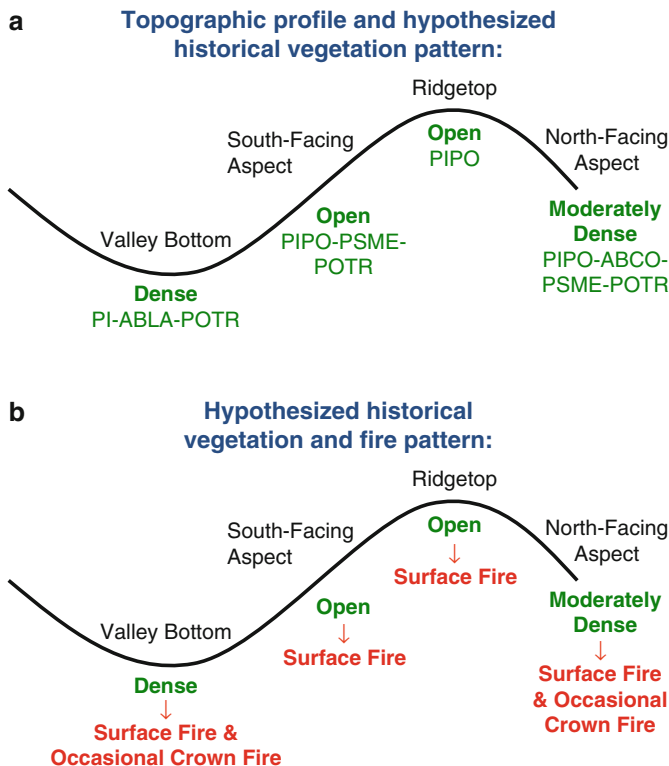 a
Topographic profile and hypothesized
historical vegetation pattern:
Ridgetop
South-Facing
Aspect
Open
PIPO
North-Facing
Aspect
Valley Bottom
Open
PIPO-PSME-
POTR
Moderately
Dense
PIPO-ABCO-
PSME-POTR
Dense
PI-ABLA-POTR
b
Hypothesized historical
vegetation and fire pattern:
Ridgetop
South-Facing
Aspect
Open
↓
Surface Fire
North-Facing
Aspect
Valley Bottom
Open
↓
Surface Fire
Moderately
Dense
↓
Surface Fire
& Occasional
Crown Fire
Dense
↓
Surface Fire &
Occasional Crown Fire